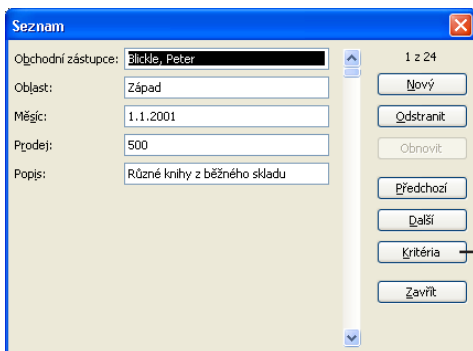 Seznam
Obchodní zástupce: Blickle, Peter
Oblast: Západ
Měsíc: 1.1.2001
Prodej: 500
Popis: Různé knihy z běžného skladu
1 z 24
Nový
Odstranit
Obnovit
Předchozí
Další
Kritéria
Zavřít